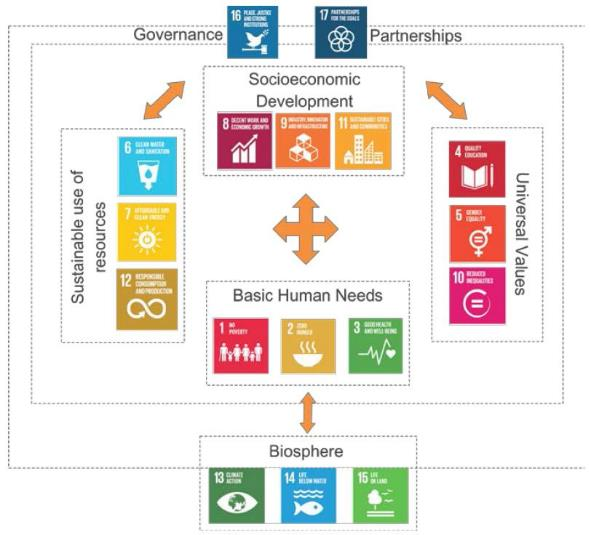 16 PEACE, JUSTICE
AND STRONG
INSTITUTIONS
17 PARTNERSHIPS
FOR THE GOALS
Governance
Partnerships
Socioeconomic
Development
8 DECENT WORK AND
ECONOMIC GROWTH
9 INDUSTRY, INNOVATION
AND INFRASTRUCTURE
11 SUSTAINABLE CITIES
AND COMMUNITIES
Sustainable use of
resources
6 CLEAN WATER
AND SANITATION
7 AFFORDABLE AND
CLEAN ENERGY
12 RESPONSIBLE
CONSUMPTION
AND PRODUCTION
4 QUALITY
EDUCATION
5 GENDER
EQUALITY
10 REDUCED
INEQUALITIES
Universal Values
Basic Human Needs
1 NO
POVERTY
2 ZERO
HUNGER
3 GOOD HEALTH
AND WELL-BEING
Biosphere
13 CLIMATE
ACTION
14 LIFE
BELOW WATER
15 LIFE
ON LAND